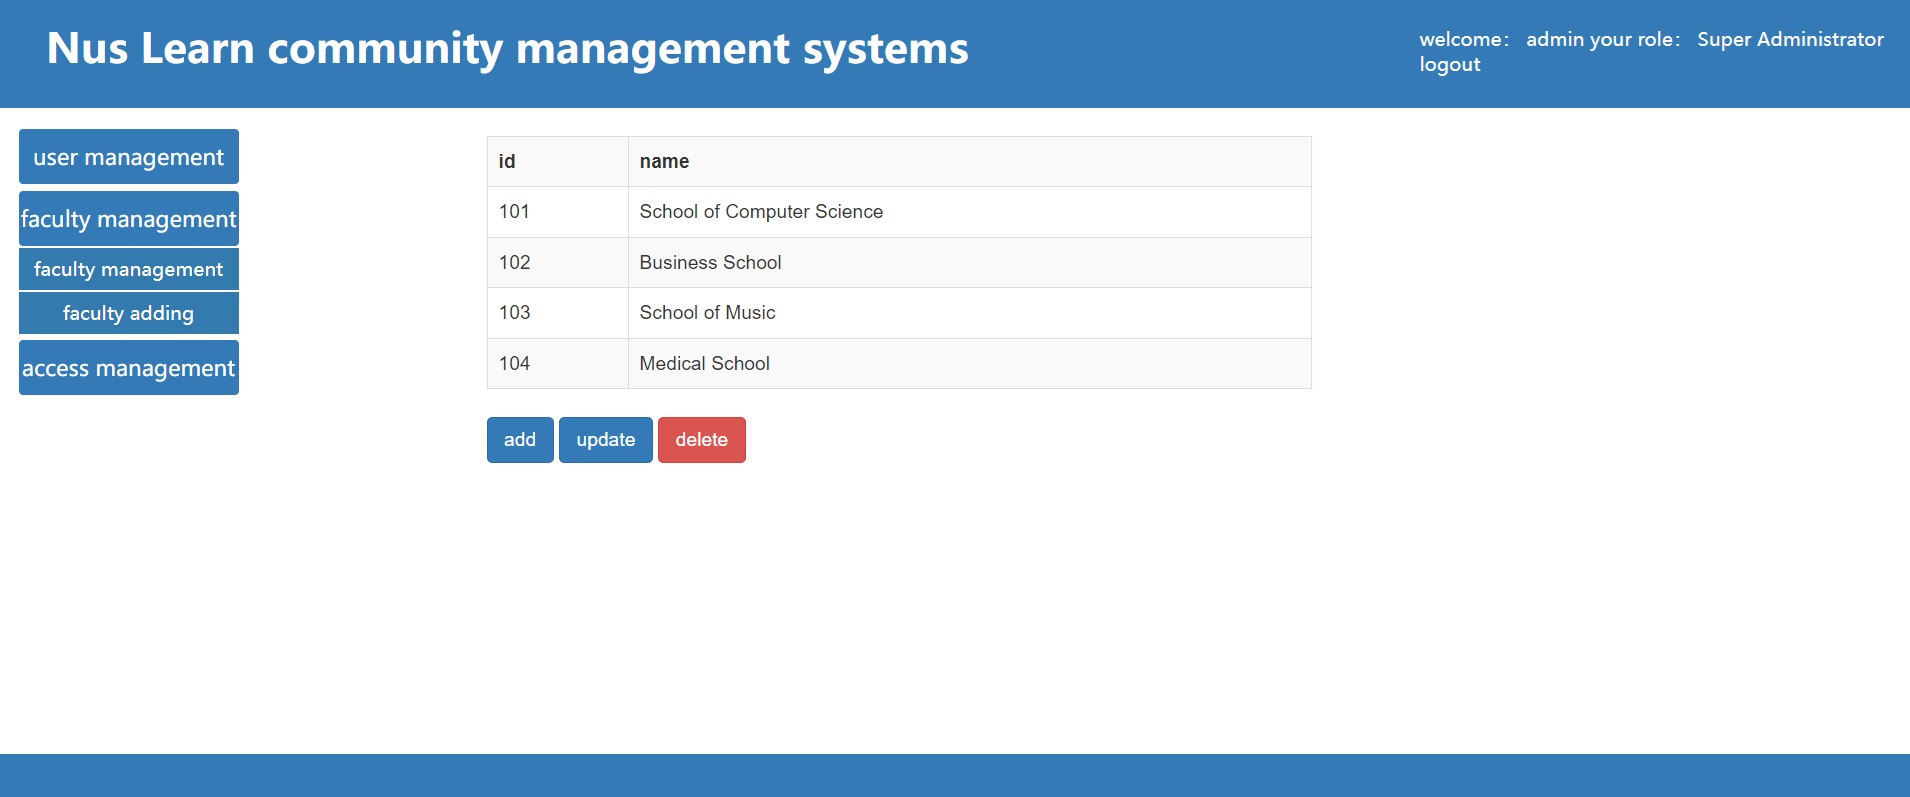 Nus Learn community management systems
welcome： admin your role： Super Administrator
logout
user management
faculty management
faculty management
faculty adding
access management
id name
101 School of Computer Science
102 Business School
103 School of Music
104 Medical School
add update delete